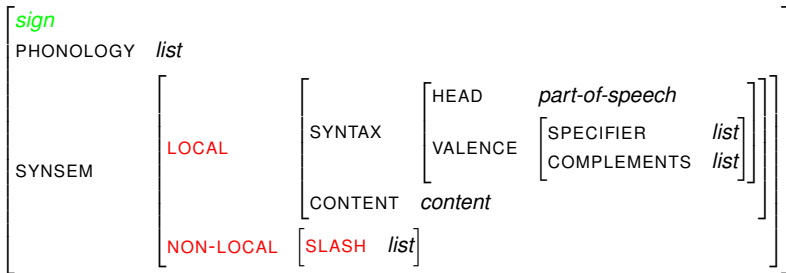 sign
PHONOLOGY list
HEAD part-of-speech
SYNTAX
VALENCE SPECIFIER list
COMPLEMENTS list
LOCAL
SYNSEM
CONTENT content
NON-LOCAL SLASH list